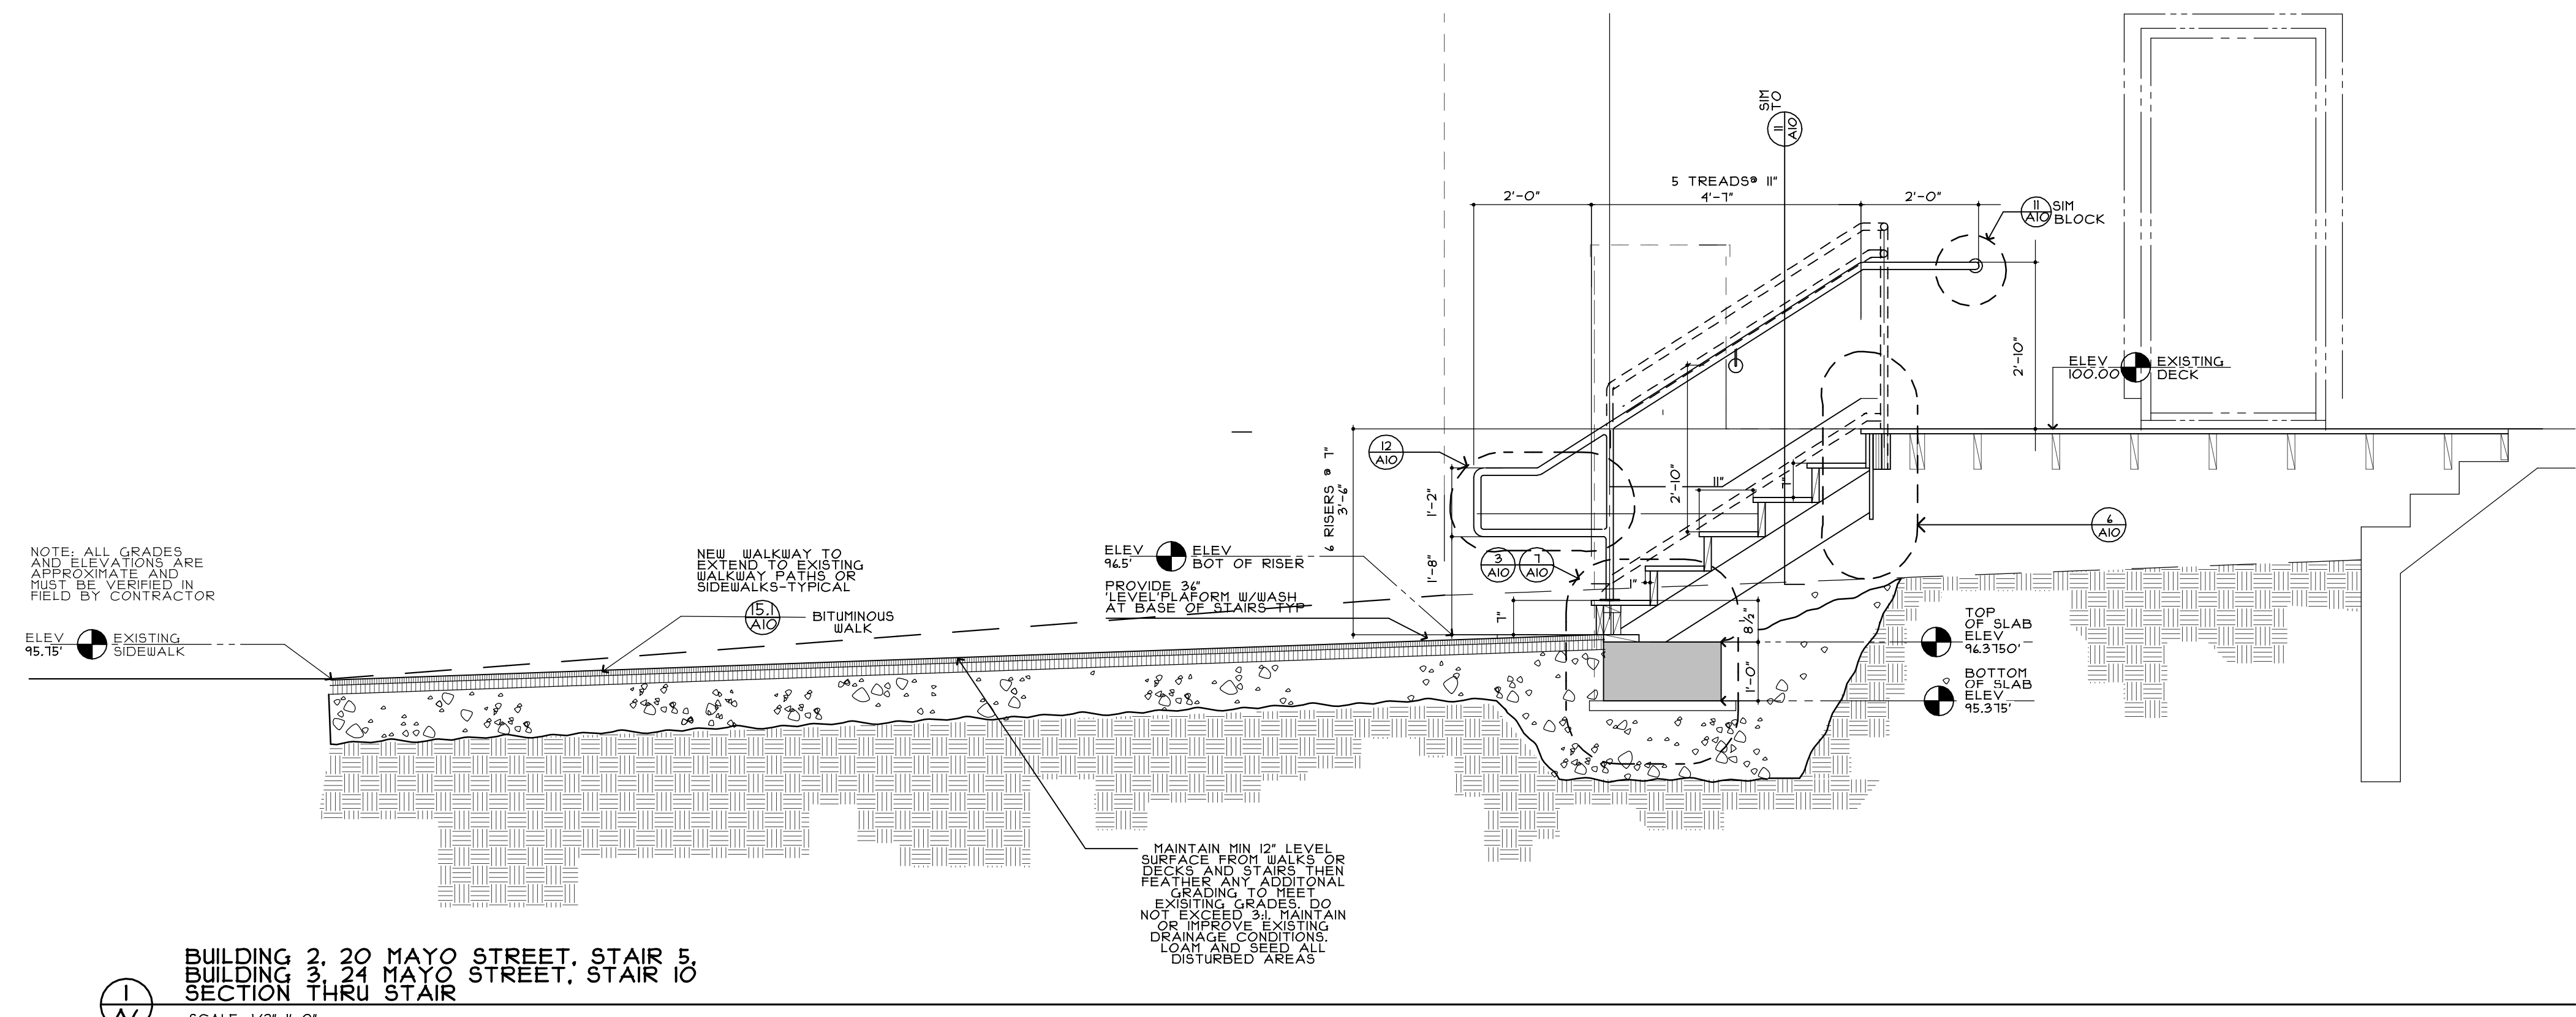 SIM
TO
11
A10
5 TREADS@ 11"
2'-0"
4'-7"
2'-0"
11
A10
SIM
BLOCK
2'-10"
ELEV
100.00
EXISTING
DECK
12
A10
6 RISERS @ 7"
3'-6"
1'-2"
1'-8"
2'-10"
11"
7"
6
A10
NOTE: ALL GRADES
AND ELEVATIONS ARE
APPROXIMATE AND
MUST BE VERIFIED IN
FIELD BY CONTRACTOR
NEW WALKWAY TO
EXTEND TO EXISTING
WALKWAY PATHS OR
SIDEWALKS-TYPICAL
ELEV
96.5'
ELEV
BOT OF RISER
3
A10
7
A10
PROVIDE 36"
'LEVEL'PLAFORM W/WASH
AT BASE OF STAIRS TYP
1"
7"
8½"
1'-0"
15.1
A10
BITUMINOUS
WALK
ELEV
95.75'
EXISTING
SIDEWALK
TOP
OF SLAB
ELEV
96.3750'
BOTTOM
OF SLAB
ELEV
95.375'
MAINTAIN MIN 12" LEVEL
SURFACE FROM WALKS OR
DECKS AND STAIRS THEN
FEATHER ANY ADDITONAL
GRADING TO MEET
EXISITING GRADES. DO
NOT EXCEED 3:1. MAINTAIN
OR IMPROVE EXISTING
DRAINAGE CONDITIONS.
LOAM AND SEED ALL
DISTURBED AREAS
BUILDING 2, 20 MAYO STREET, STAIR 5,
BUILDING 3, 24 MAYO STREET, STAIR 10
SECTION THRU STAIR
1